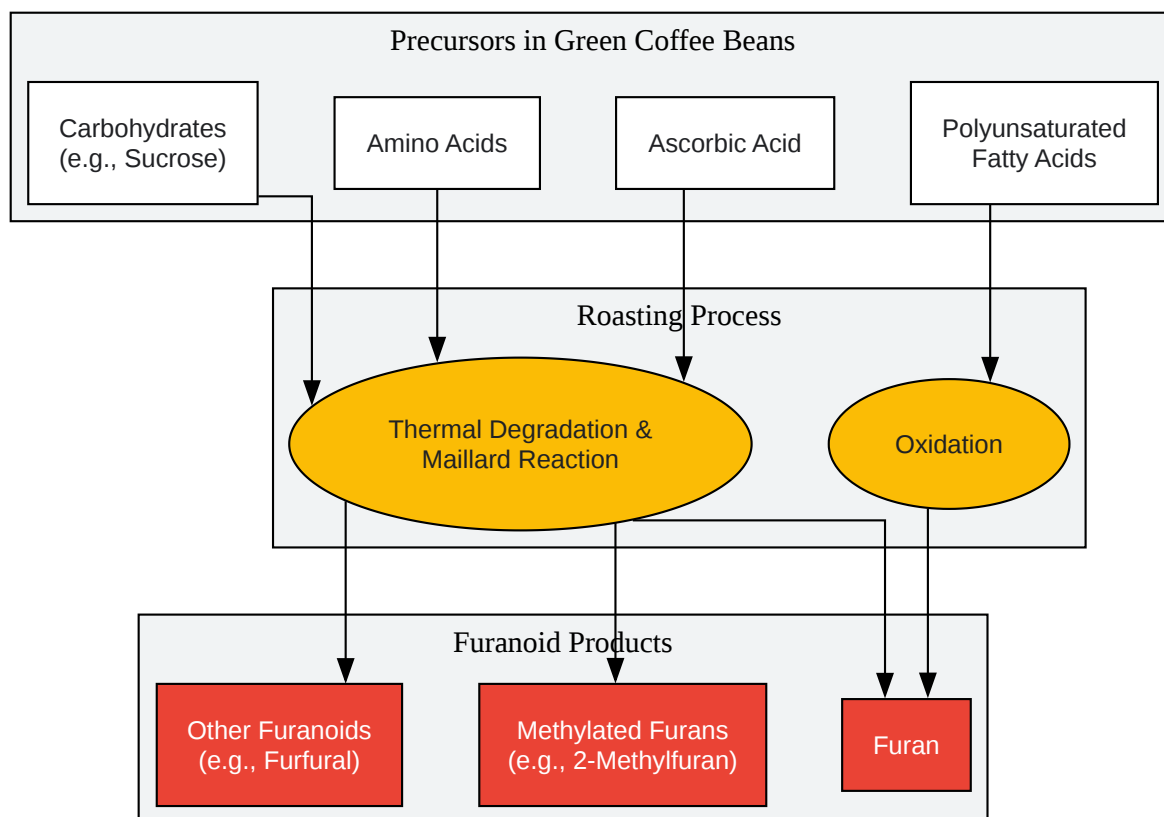 Precursors in Green Coffee Beans
Carbohydrates
(e.g., Sucrose)
Amino Acids
Ascorbic Acid
Polyunsaturated
Fatty Acids
Roasting Process
Thermal Degradation &
Maillard Reaction
Oxidation
Furanoid Products
Other Furanoids
(e.g., Furfural)
Methylated Furans
(e.g., 2-Methylfuran)
Furan